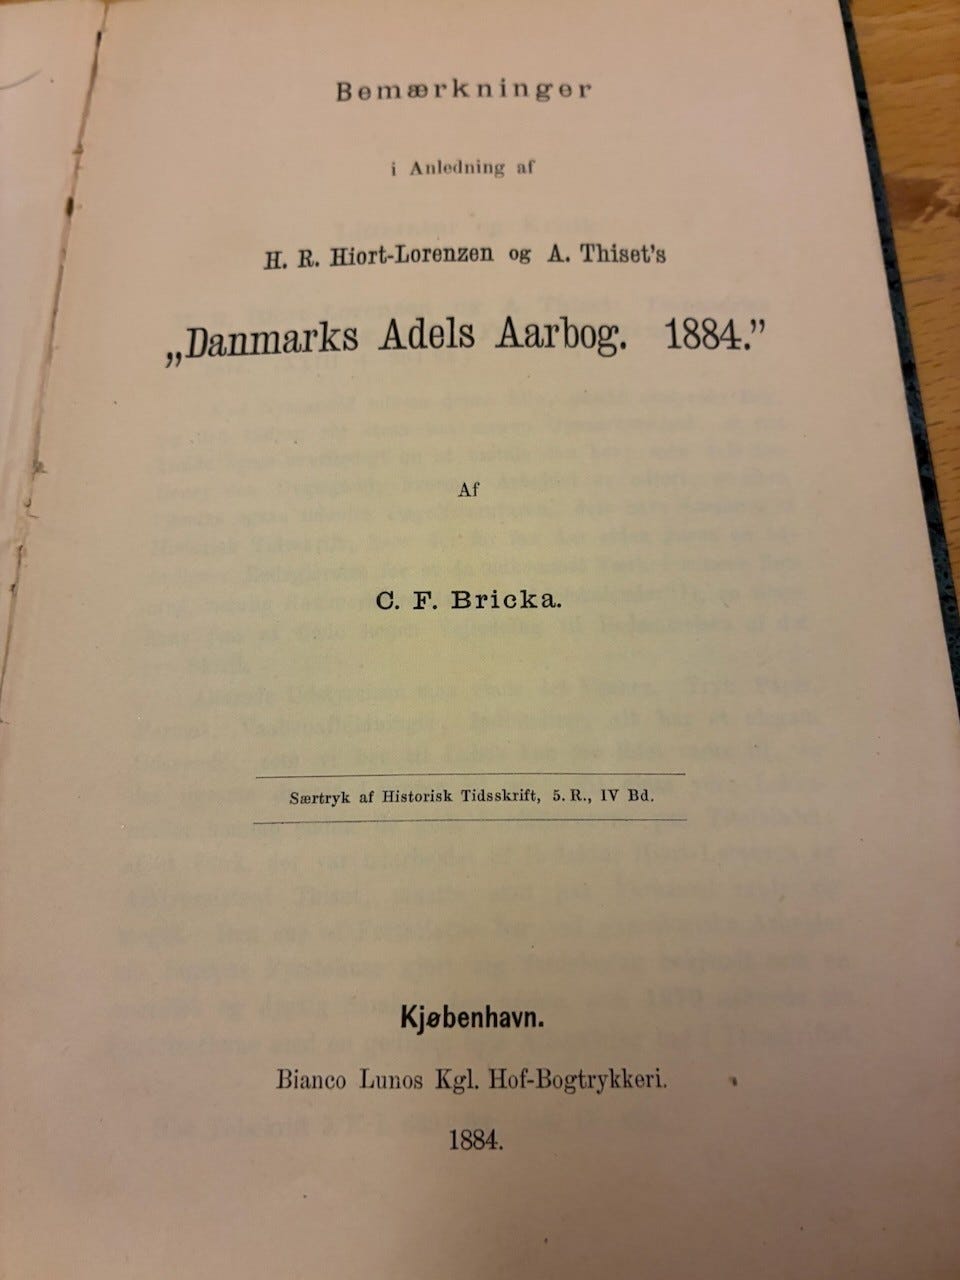 Bemærkninger
i Anledning af
H. R. Hiort-Lorenzen og A. Thiset's
„Danmarks Adels Aarbog. 1884.”
Af
C. F. Bricka.
Særtryk af Historisk Tidsskrift, 5. R., IV Bd.
Kjøbenhavn.
Bianco Lunos Kgl. Hof-Bogtrykkeri.
1884.